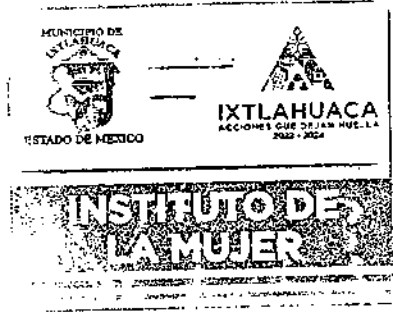 MUNICIPIO DE
IXTLAHUACA
ESTADO DE MEXICO
IXTLAHUACA
ACCIONES QUE DEJAN HUELLA
2022 - 2024
INSTITUTO DE
LA MUJER